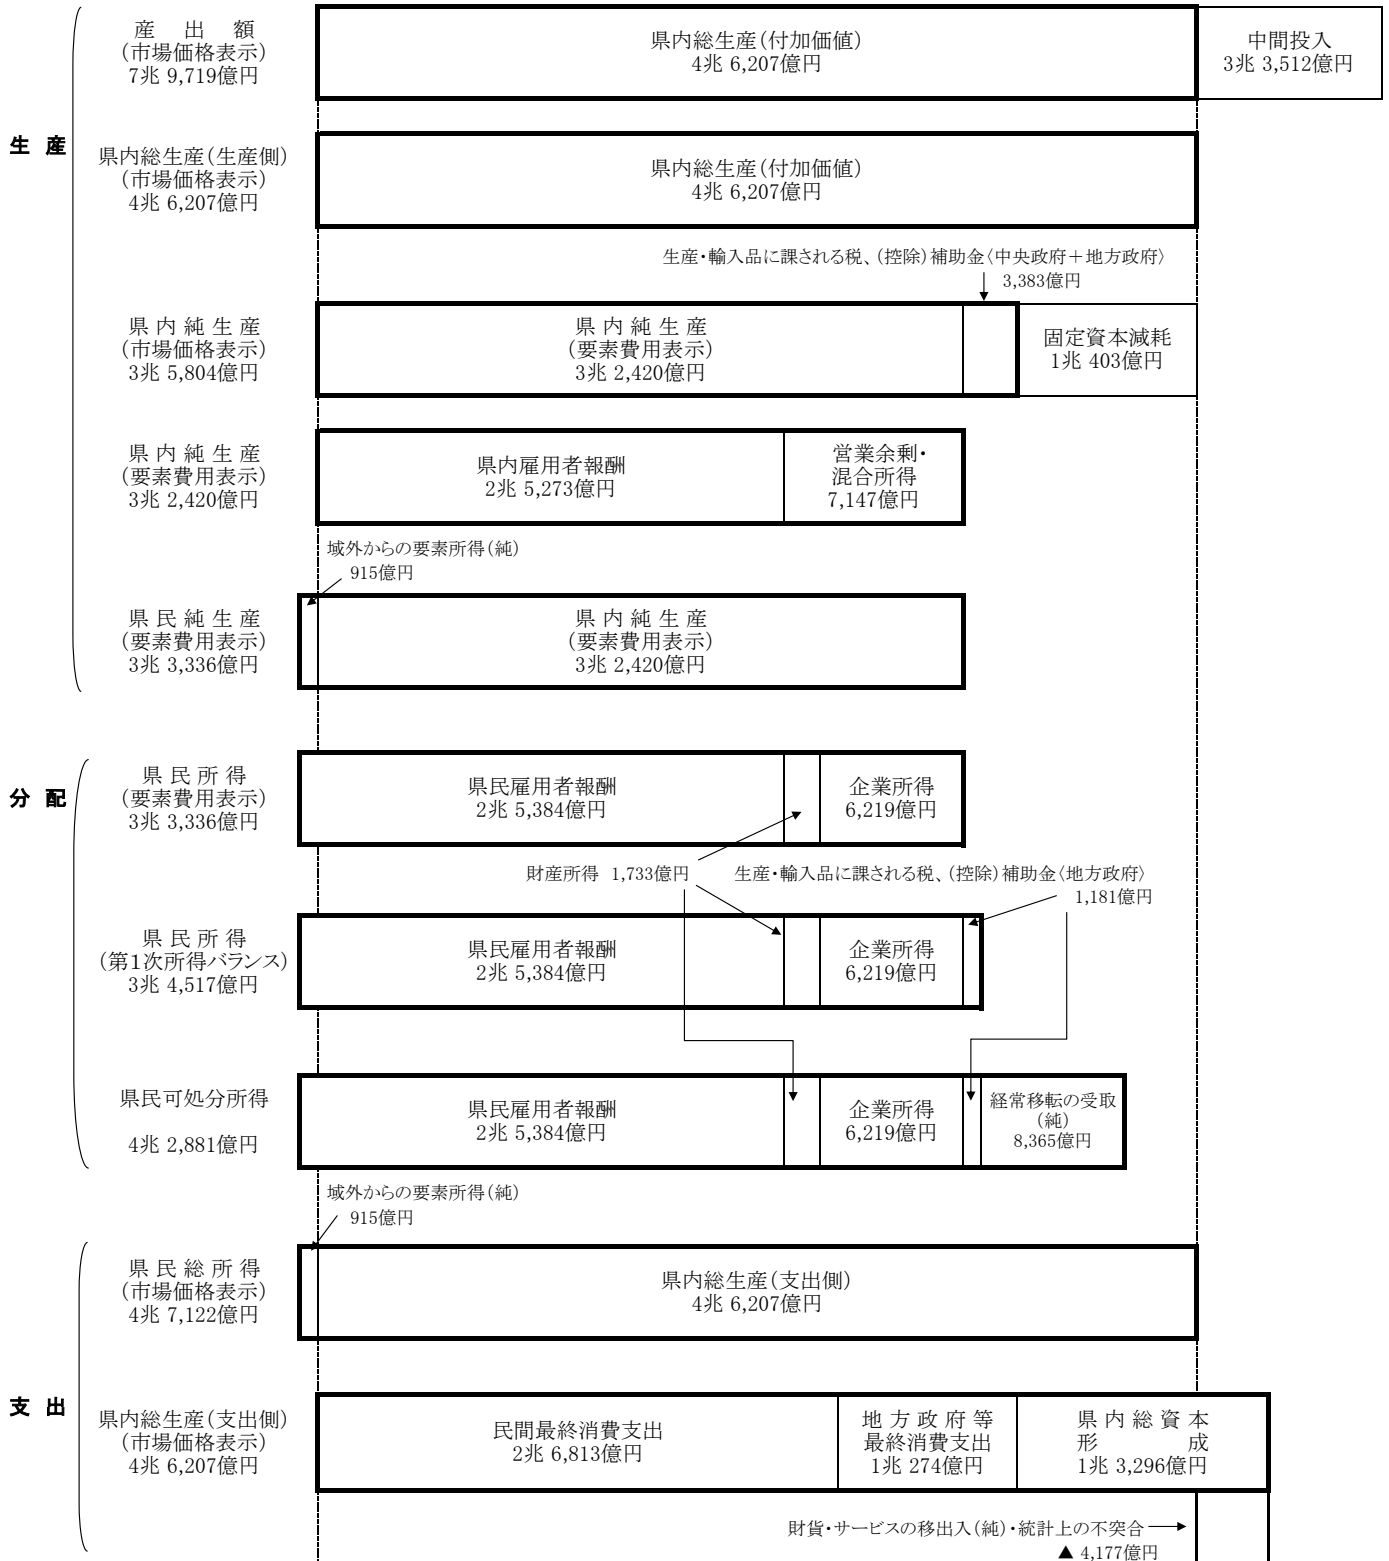 産 出 額
(市場価格表示)
7兆 9,719億円
県内総生産(付加価値)
4兆 6,207億円
中間投入
3兆 3,512億円
生 産
県内総生産(生産側)
(市場価格表示)
4兆 6,207億円
県内総生産(付加価値)
4兆 6,207億円
生産・輸入品に課される税、(控除)補助金〈中央政府+地方政府〉
3,383億円
県 内 純 生 産
(市場価格表示)
3兆 5,804億円
県 内 純 生 産
(要素費用表示)
3兆 2,420億円
固定資本減耗
1兆 403億円
県 内 純 生 産
(要素費用表示)
3兆 2,420億円
県内雇用者報酬
2兆 5,273億円
営業余剰・
混合所得
7,147億円
域外からの要素所得(純)
915億円
県 民 純 生 産
(要素費用表示)
3兆 3,336億円
県 内 純 生 産
(要素費用表示)
3兆 2,420億円
分 配
県 民 所 得
(要素費用表示)
3兆 3,336億円
県民雇用者報酬
2兆 5,384億円
企業所得
6,219億円
財産所得 1,733億円
生産・輸入品に課される税、(控除)補助金〈地方政府〉
1,181億円
県 民 所 得
(第1次所得バランス)
3兆 4,517億円
県民雇用者報酬
2兆 5,384億円
企業所得
6,219億円
県民可処分所得
4兆 2,881億円
県民雇用者報酬
2兆 5,384億円
企業所得
6,219億円
経常移転の受取
(純)
8,365億円
域外からの要素所得(純)
915億円
県 民 総 所 得
(市場価格表示)
4兆 7,122億円
県内総生産(支出側)
4兆 6,207億円
支 出
県内総生産(支出側)
(市場価格表示)
4兆 6,207億円
民間最終消費支出
2兆 6,813億円
地 方 政 府 等
最終消費支出
1兆 274億円
県 内 総 資 本
形 成
1兆 3,296億円
財貨・サービスの移出入(純)・統計上の不突合
▲ 4,177億円